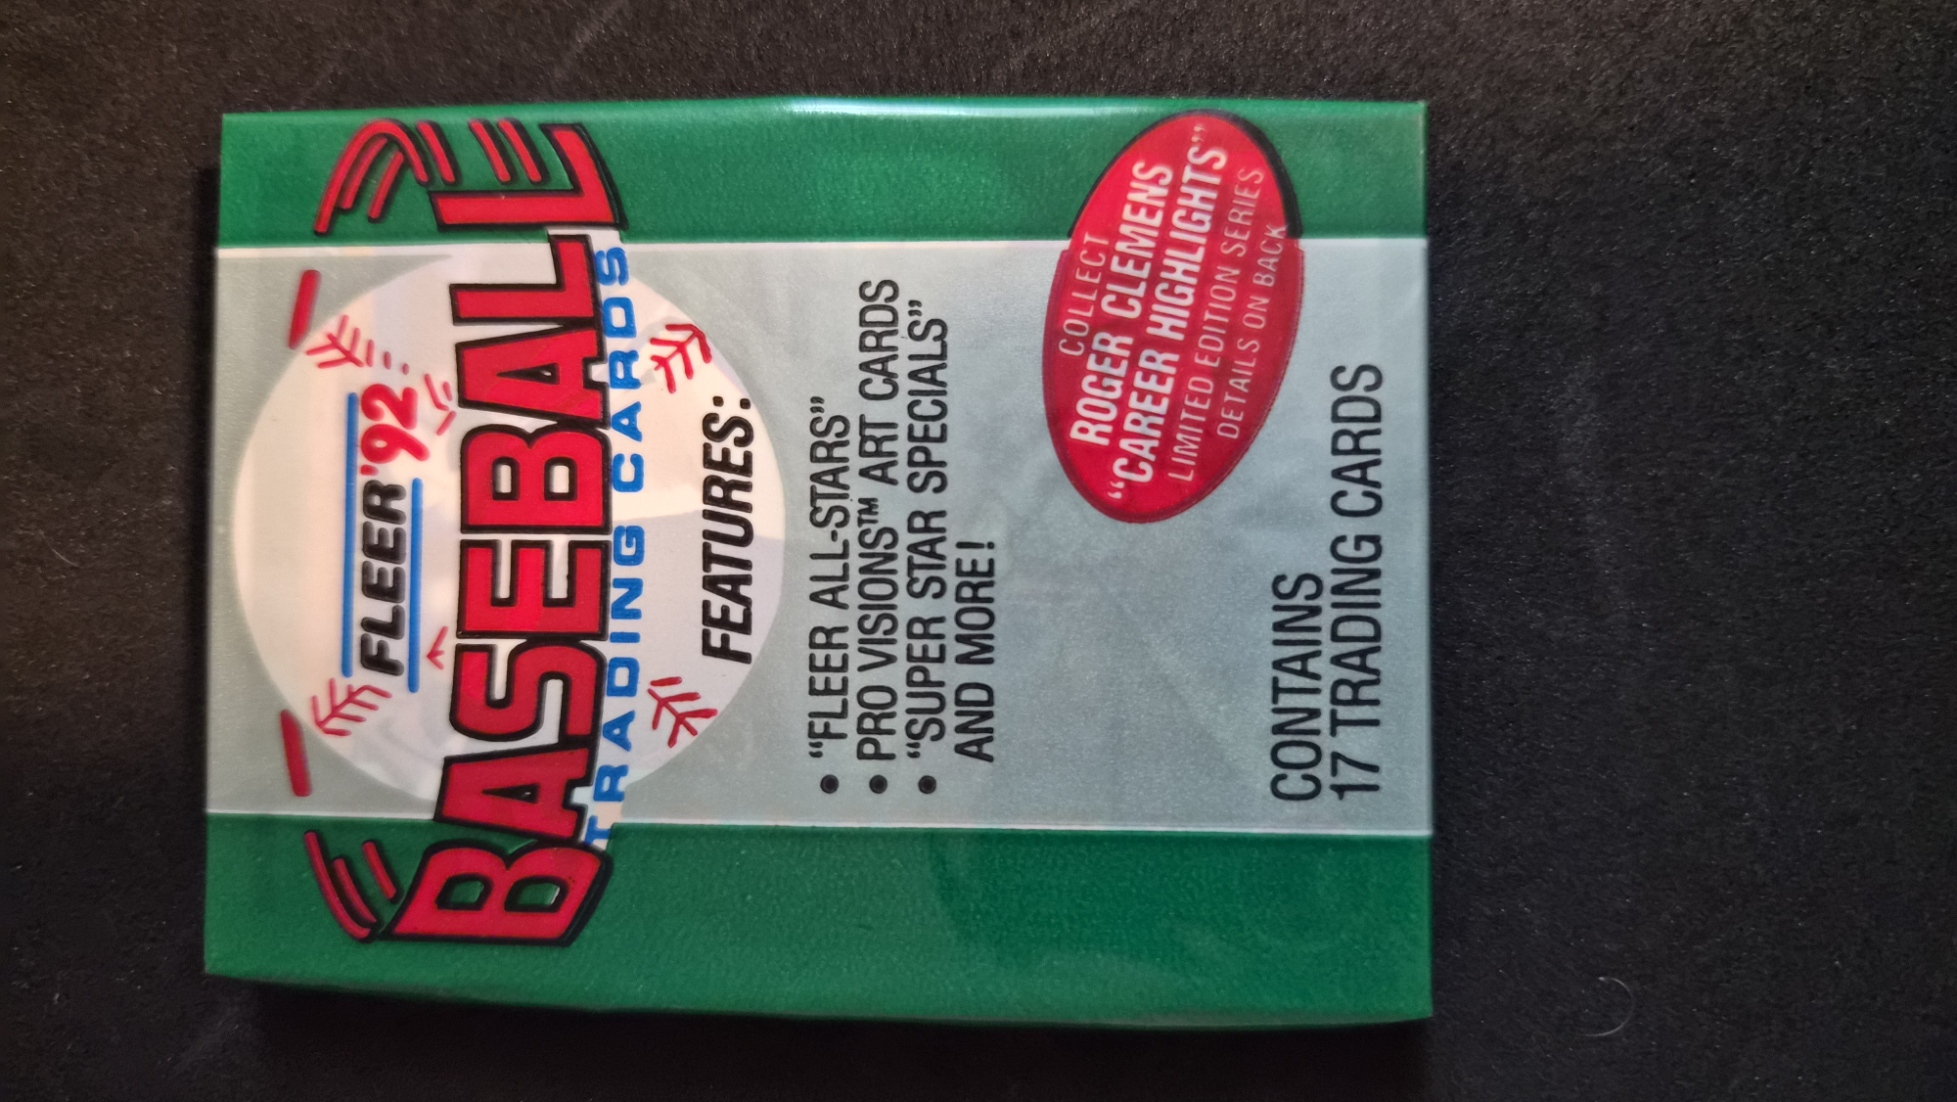 FLEER '92
BASEBALL
TRADING CARDS
FEATURES:
• "FLEER ALL-STARS"
• PRO VISIONS™ ART CARDS
• "SUPER STAR SPECIALS"
AND MORE!
COLLECT
ROGER CLEMENS
"CAREER HIGHLIGHTS"
LIMITED EDITION SERIES
DETAILS ON BACK
CONTAINS
17 TRADING CARDS